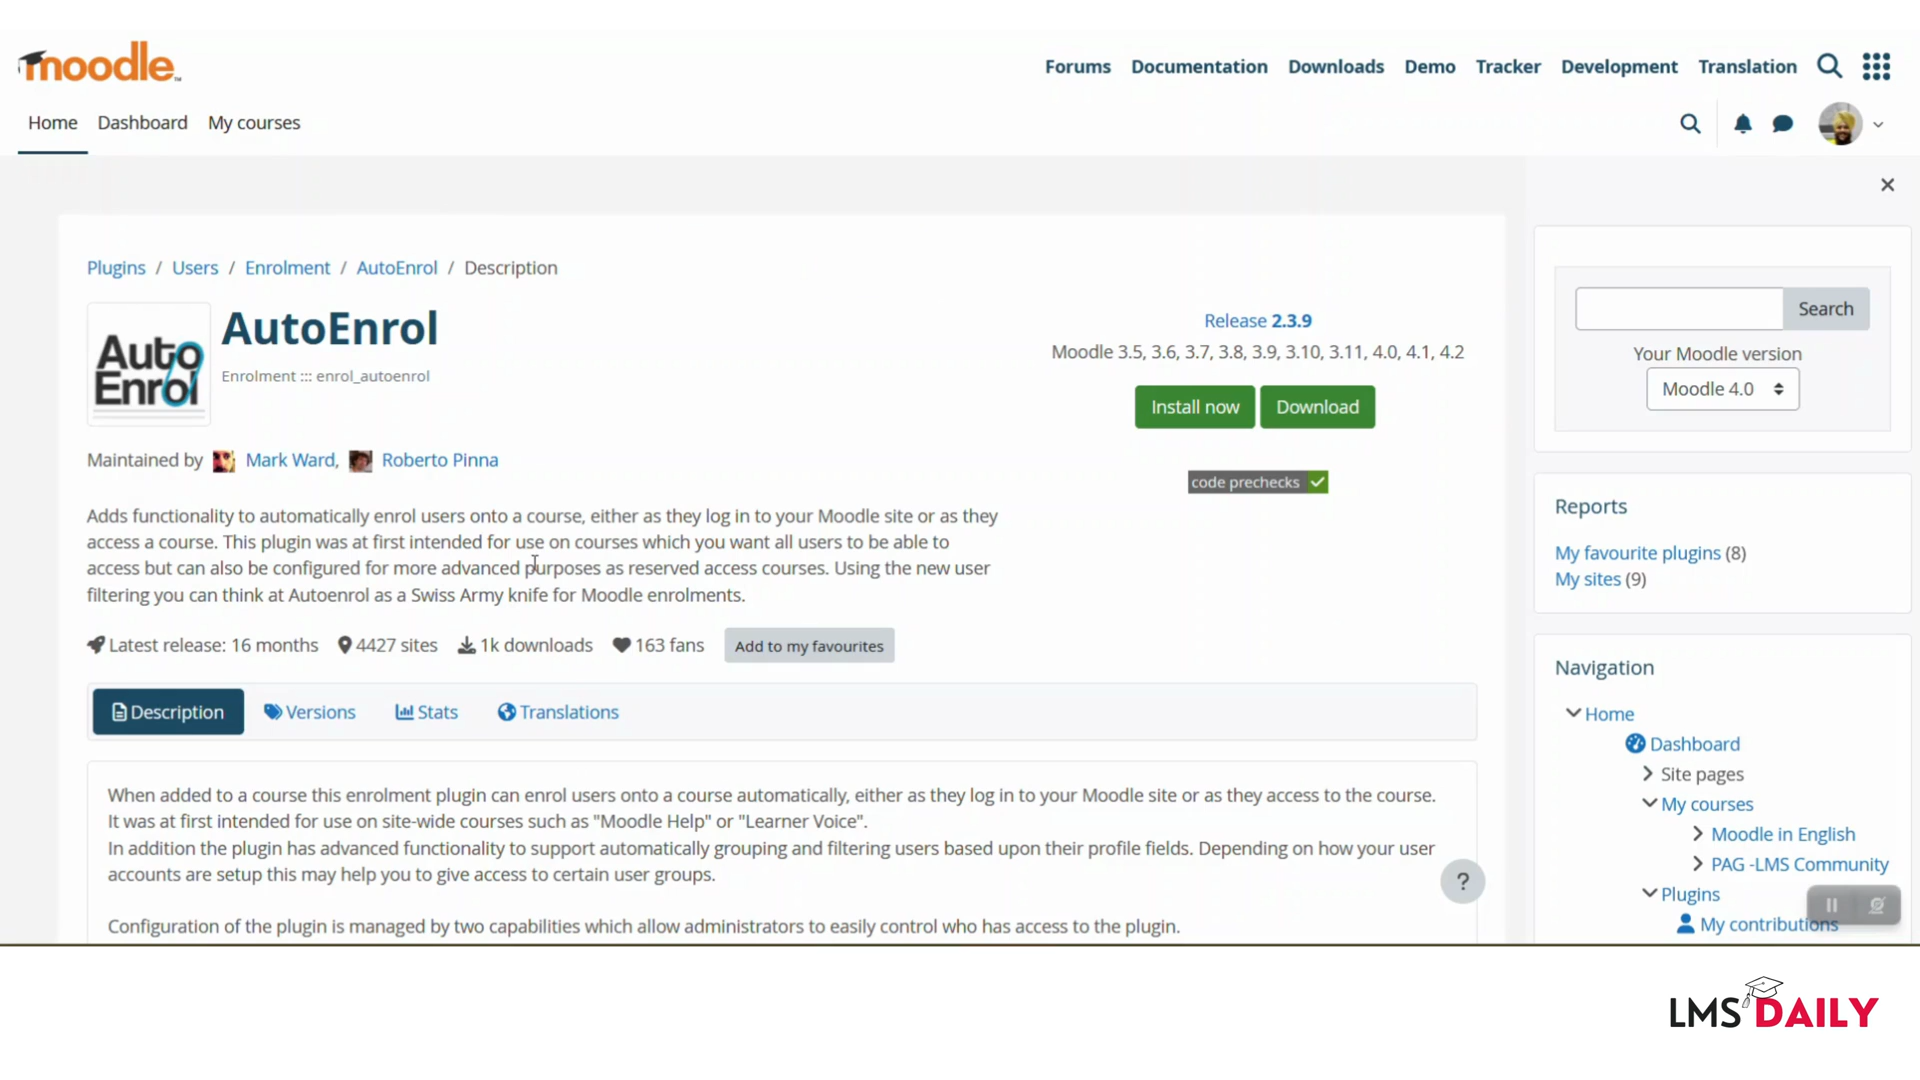 moodle
Forums Documentation Downloads Demo Tracker Development Translation
Home Dashboard My courses
Plugins / Users / Enrolment / AutoEnrol / Description
Auto
Enrol
AutoEnrol
Enrolment ::: enrol_autoenrol
Release 2.3.9
Moodle 3.5, 3.6, 3.7, 3.8, 3.9, 3.10, 3.11, 4.0, 4.1, 4.2
Install now Download
code prechecks
Maintained by Mark Ward, Roberto Pinna
Adds functionality to automatically enrol users onto a course, either as they log in to your Moodle site or as they
access a course. This plugin was at first intended for use on courses which you want all users to be able to
access but can also be configured for more advanced purposes as reserved access courses. Using the new user
filtering you can think at Autoenrol as a Swiss Army knife for Moodle enrolments.
Latest release: 16 months 4427 sites 1k downloads 163 fans Add to my favourites
Description Versions Stats Translations
When added to a course this enrolment plugin can enrol users onto a course automatically, either as they log in to your Moodle site or as they access to the course.
It was at first intended for use on site-wide courses such as "Moodle Help" or "Learner Voice".
In addition the plugin has advanced functionality to support automatically grouping and filtering users based upon their profile fields. Depending on how your user
accounts are setup this may help you to give access to certain user groups.
Configuration of the plugin is managed by two capabilities which allow administrators to easily control who has access to the plugin.
?
Search
Your Moodle version
Moodle 4.0
Reports
My favourite plugins (8)
My sites (9)
Navigation
Home
Dashboard
Site pages
My courses
Moodle in English
PAG -LMS Community
Plugins
My contributions
LMS DAILY